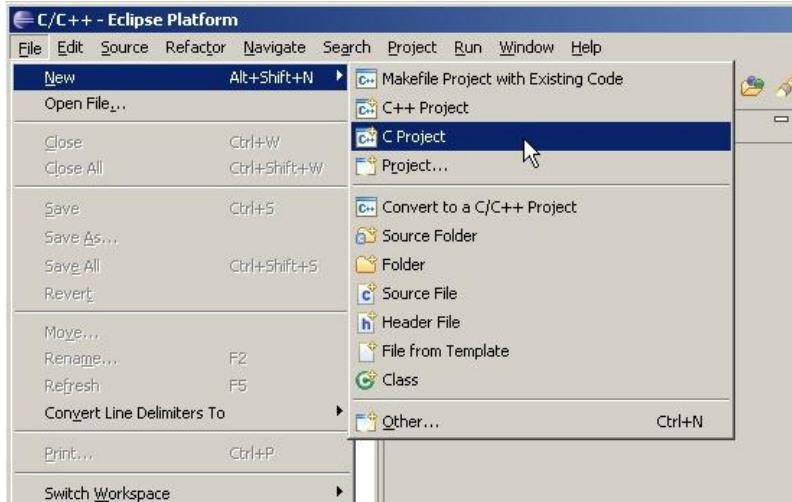 C/C++ - Eclipse Platform
File Edit Source Refactor Navigate Search Project Run Window Help
New Alt+Shift+N
Open File...
Close Ctrl+W
Close All Ctrl+Shift+W
Save Ctrl+S
Save As...
Save All Ctrl+Shift+S
Revert
Move...
Rename... F2
Refresh F5
Convert Line Delimiters To
Print... Ctrl+P
Switch Workspace
Makefile Project with Existing Code
C++ Project
C Project
Project...
Convert to a C/C++ Project
Source Folder
Folder
Source File
Header File
File from Template
Class
Other... Ctrl+N